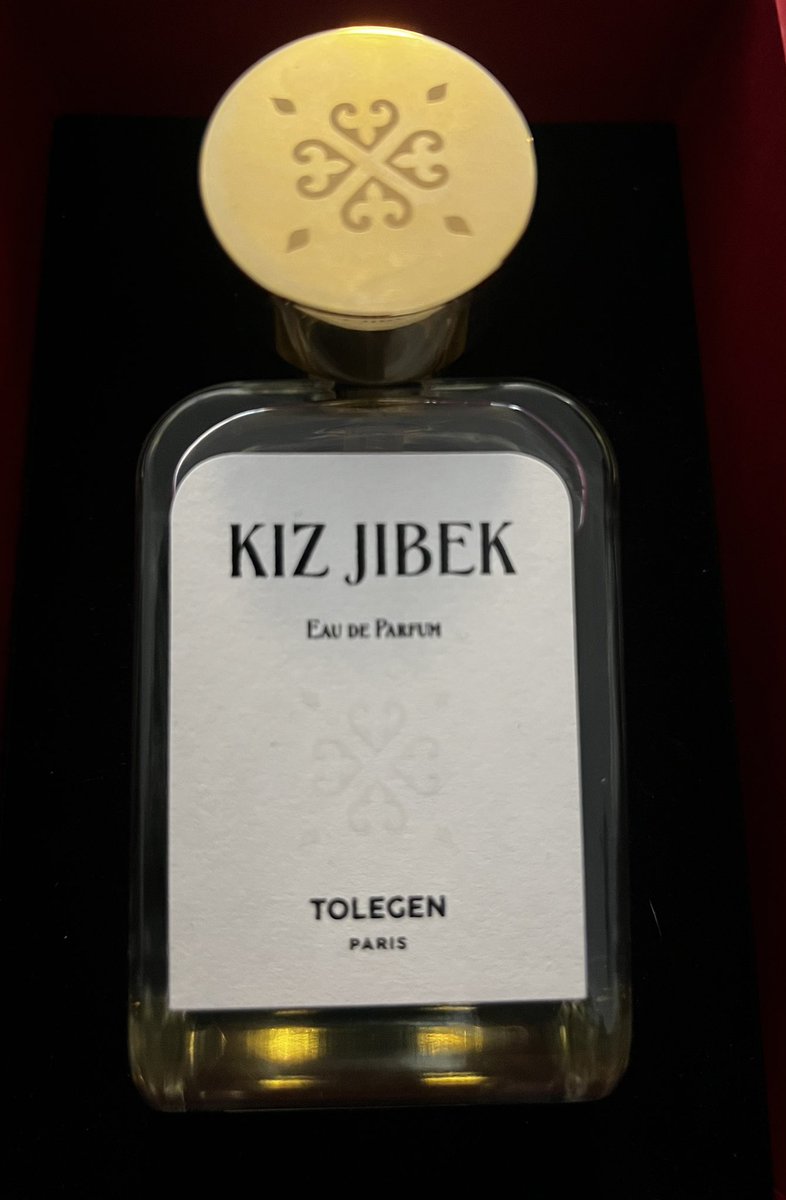 KIZ JIBEK
EAU DE PARFUM
TOLEGEN
PARIS